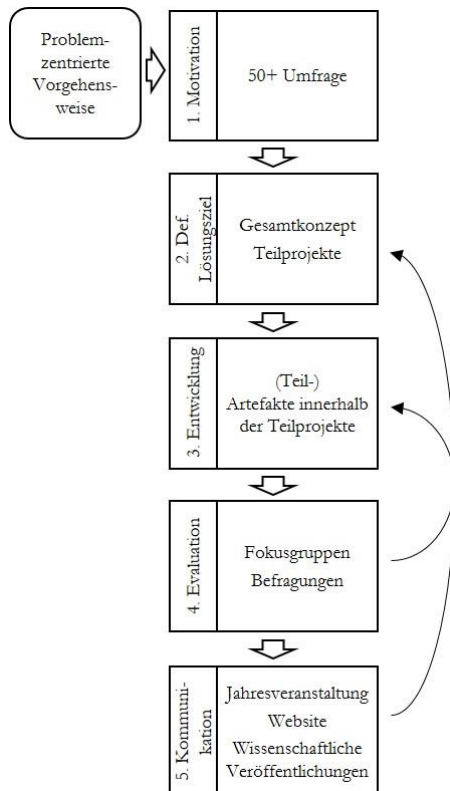 Problem-
zentrierte
Vorgehens-
weise
1. Motivation
50+ Umfrage
2. Def.
Lösungsziel
Gesamtkonzept
Teilprojekte
3. Entwicklung
(Teil-)
Artefakte innerhalb
der Teilprojekte
4. Evaluation
Fokusgruppen
Befragungen
5. Kommuni-
kation
Jahresveranstaltung
Website
Wissenschaftliche
Veröffentlichungen